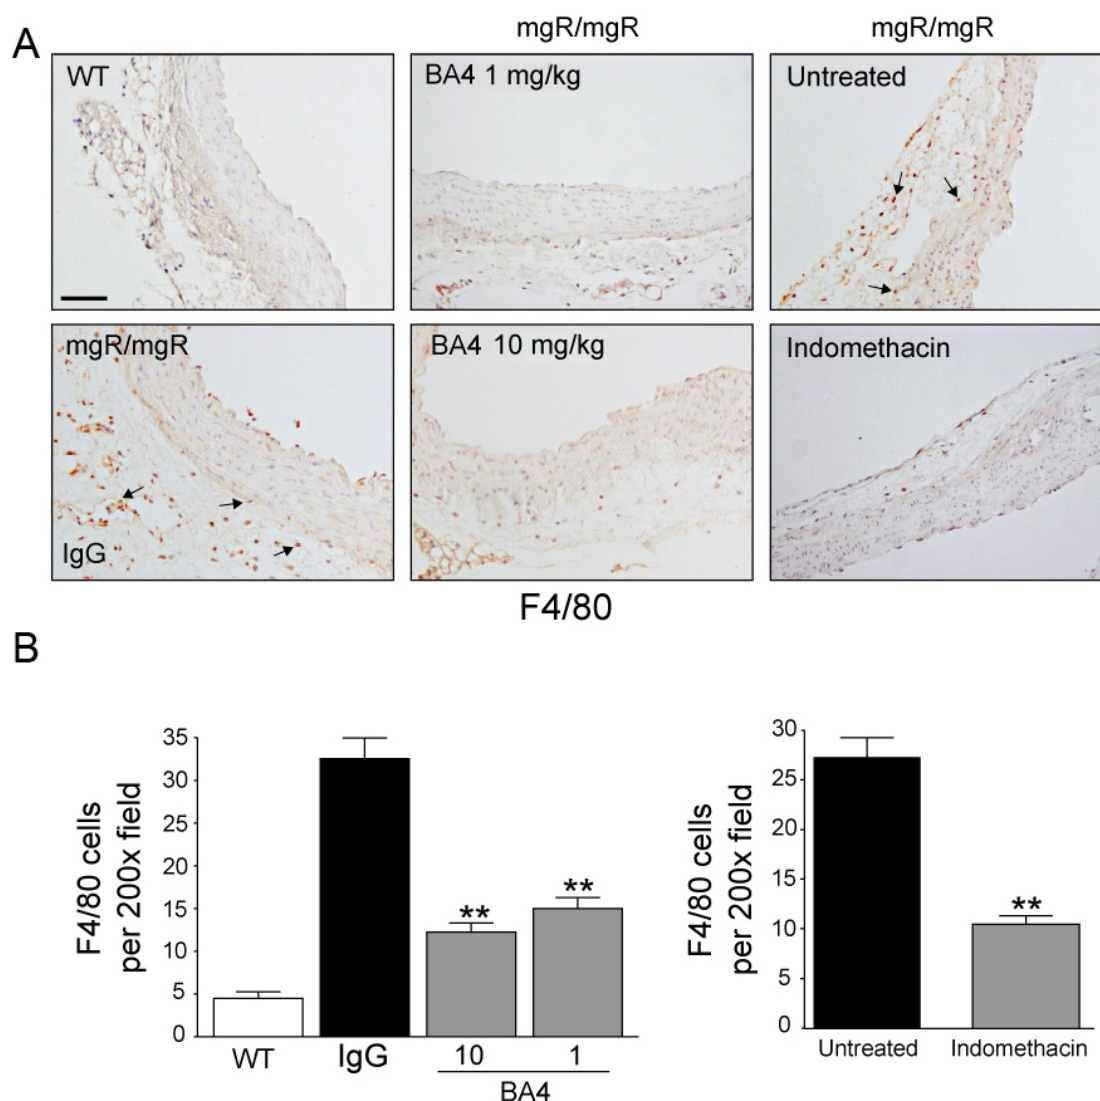 A
mgR/mgR
mgR/mgR
WT
BA4 1 mg/kg
Untreated
mgR/mgR
IgG
BA4 10 mg/kg
Indomethacin
F4/80
B
F4/80 cells
per 200x field
35
30
25
20
15
10
5
0
**
**
WT
IgG
10
1
BA4
F4/80 cells
per 200x field
30
25
20
15
10
5
0
**
Untreated
Indomethacin